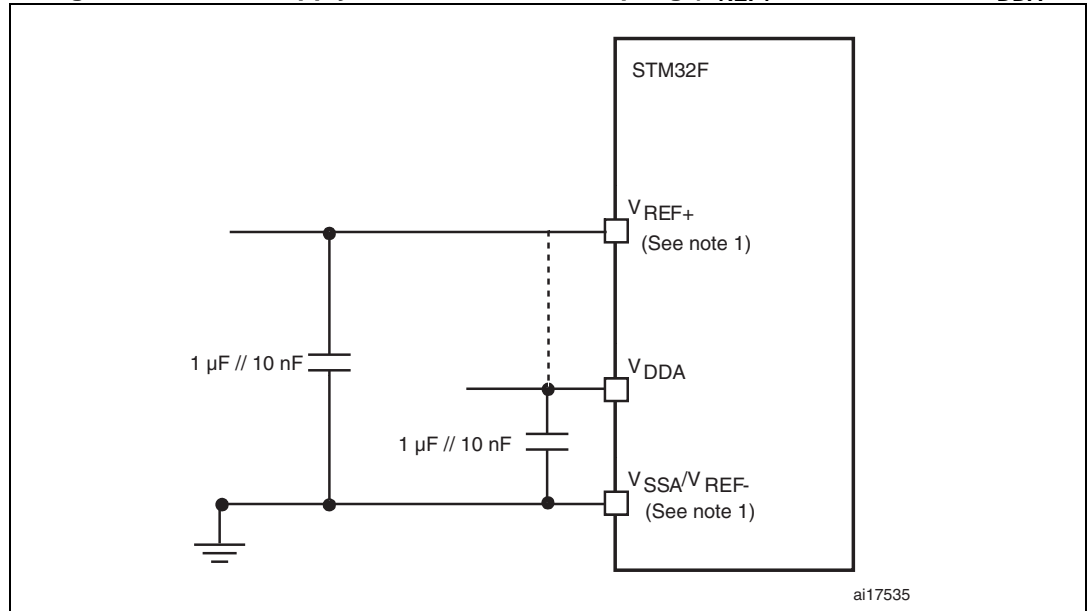 STM32F
VREF+
(See note 1)
1 µF // 10 nF
VDDA
1 µF // 10 nF
VSSA/VREF-
(See note 1)
ai17535